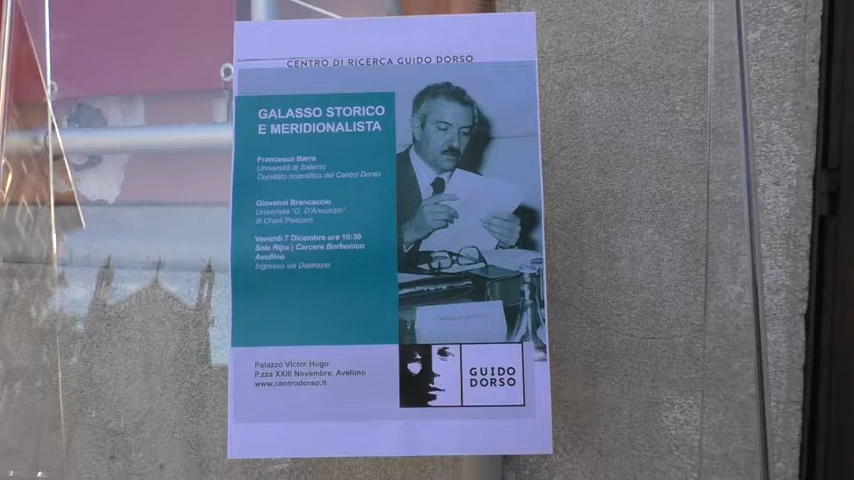 CENTRO DI RICERCA GUIDO DORSO
GALASSO STORICO
E MERIDIONALISTA
Francesco Barra
Università di Salerno
Comitato scientifico del Centro Dorso
Giovanni Brancaccio
Università "G. D'Annunzio"
di Chieti Pescara
Venerdì 7 Dicembre ore 10:30
Sala Ripa | Carcere Borbonico
Avellino
Ingresso via Dalmazia
Palazzo Victor Hugo
P.zza XXIII Novembre, Avellino
www.centrodorso.it
GUIDO
DORSO